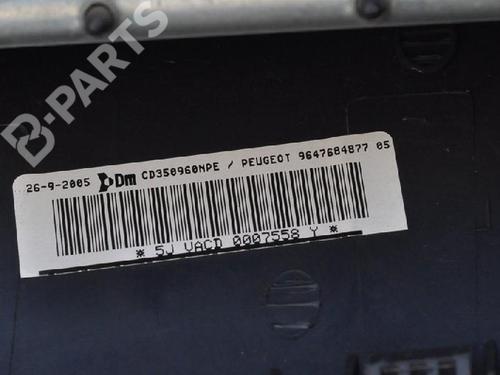 B-PARTS
26-9-2005 Dm CD350960MPE / PEUGEOT 9647684877 05
* 5J VACD 0007558 Y *